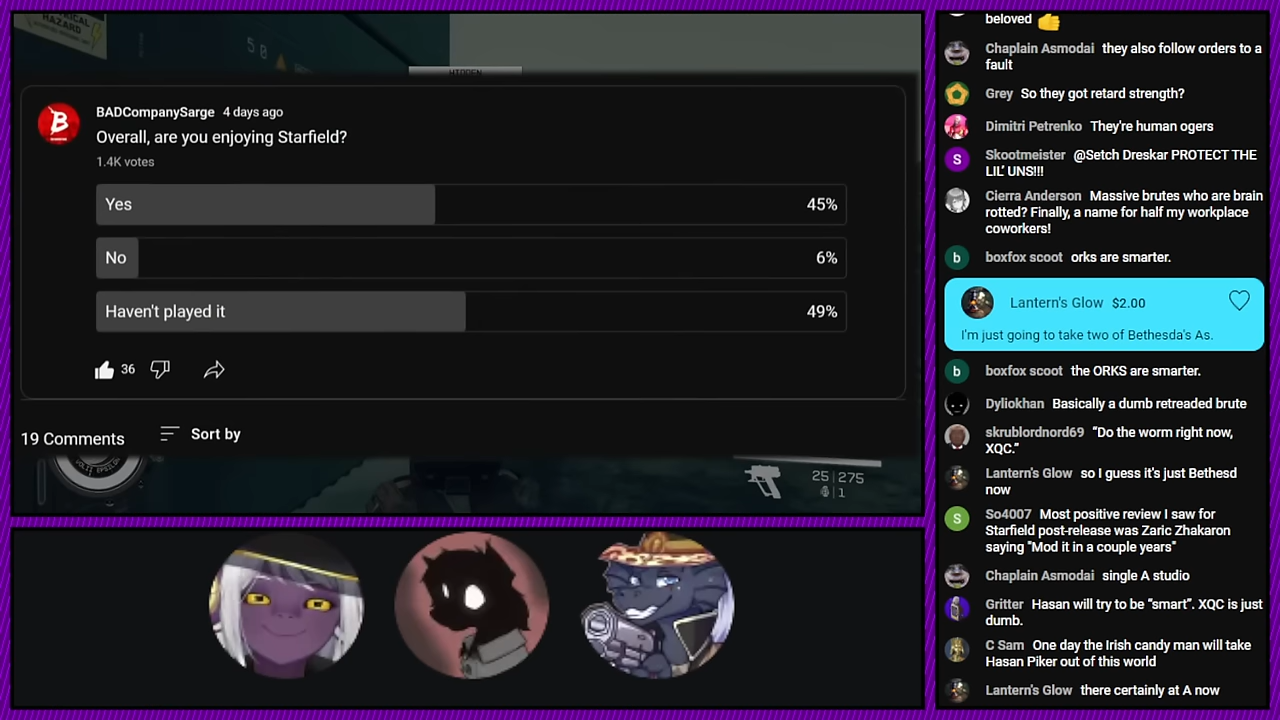 HAZARD
5 0
HIDDEN
BADCompanySarge 4 days ago
Overall, are you enjoying Starfield?
1.4K votes
Yes 45%
No 6%
Haven't played it 49%
36
19 Comments Sort by
25|275
1
beloved
Chaplain Asmodai they also follow orders to a
fault
Grey So they got retard strength?
Dimitri Petrenko They're human ogers
S
Skootmeister @Setch Dreskar PROTECT THE
LIL' UNS!!!
Cierra Anderson Massive brutes who are brain
rotted? Finally, a name for half my workplace
coworkers!
b
boxfox scoot orks are smarter.
Lantern's Glow $2.00
I'm just going to take two of Bethesda's As.
b
boxfox scoot the ORKS are smarter.
Dyliokhan Basically a dumb retreaded brute
skrublordnord69 “Do the worm right now,
XQC.”
Lantern's Glow so I guess it's just Bethesd
now
S
So4007 Most positive review I saw for
Starfield post-release was Zaric Zhakaron
saying "Mod it in a couple years"
Chaplain Asmodai single A studio
Gritter Hasan will try to be “smart”. XQC is just
dumb.
C Sam One day the Irish candy man will take
Hasan Piker out of this world
Lantern's Glow there certainly at A now